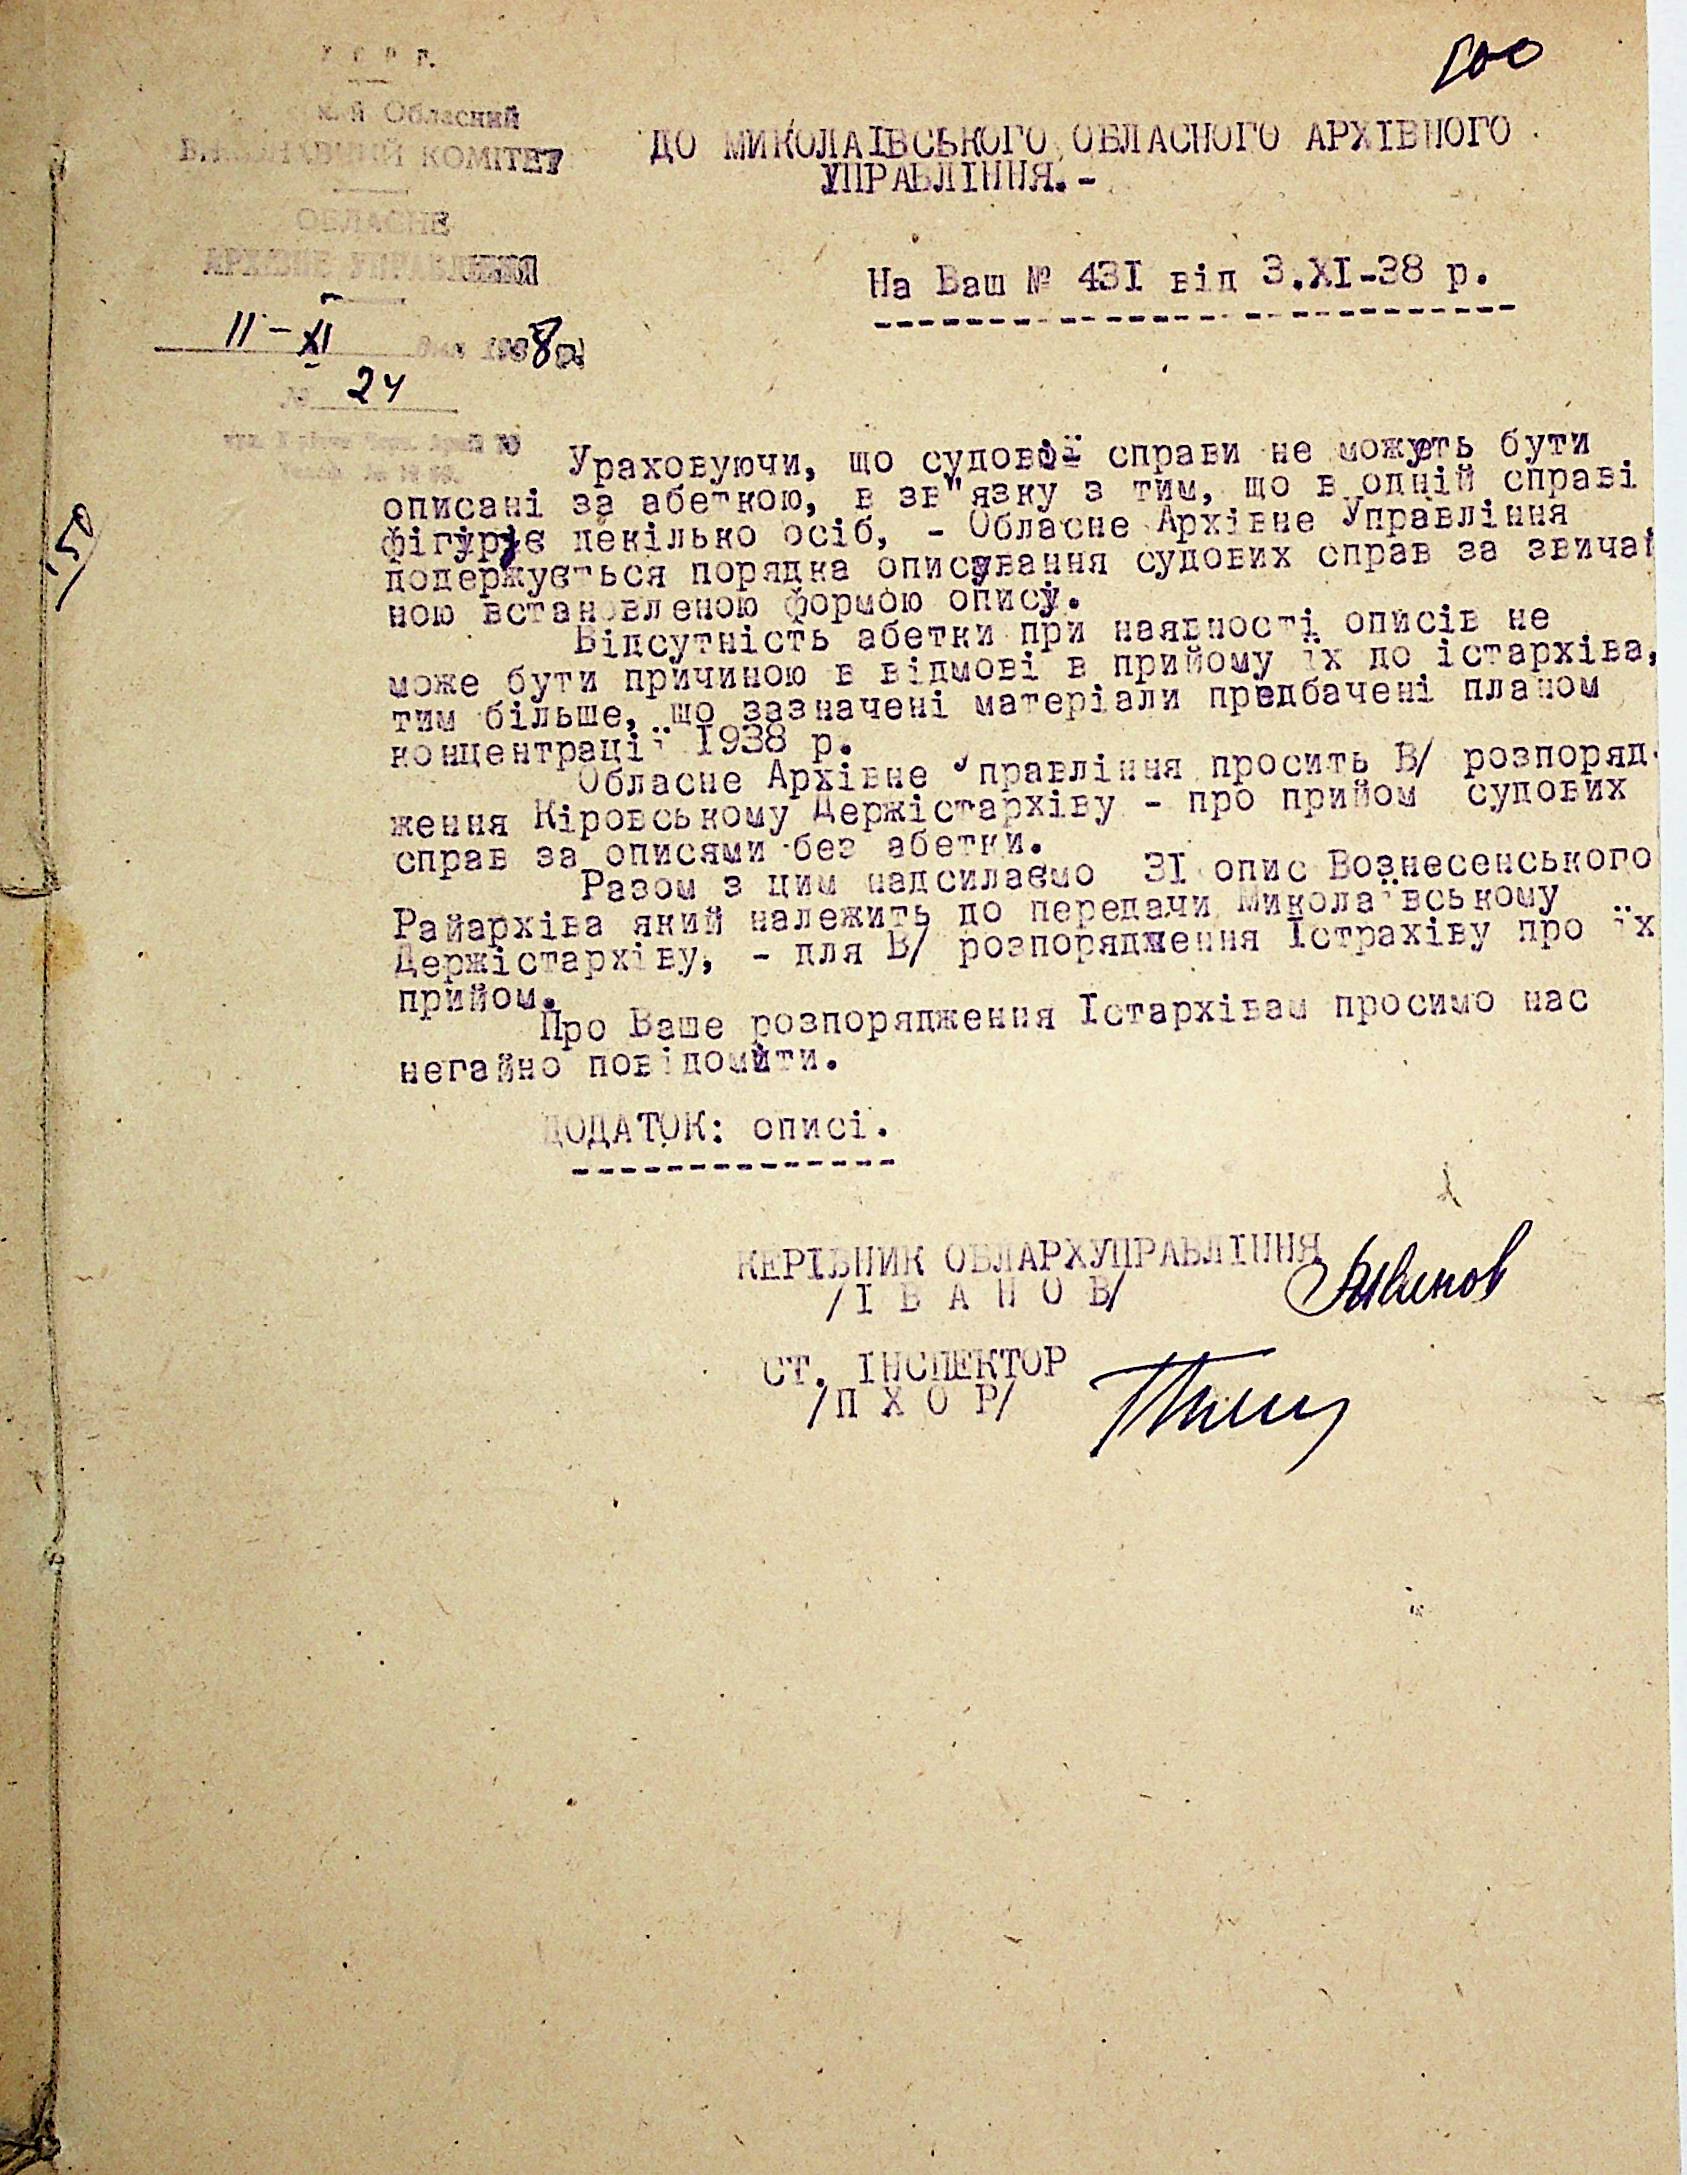 У С Р Р.
Обласний
ВИКОНАВЧИЙ КОМІТЕТ
ОБЛАСНЕ
АРХІВНЕ УПРАВЛІННЯ
11-XI 1938 р.
№ 24
ДО МИКОЛАІВСЬКОГО ОБЛАСНОГО АРХІВНОГО
УПРАВЛІННЯ.-
На Ваш № 43I від 3.XI-38 р.
Ураховуючи, що судові справи не можуть бути
описані за абеткою, в зв"язку з тим, що в одній справі
фігурує декілько осіб, - Обласне Архівне Управління
додержується порядка описування судових справ за звичай
ною встановленою формою опису.
Відсутність абетки при наявності описів не
може бути причиною в відмові в прийому їх до істархіва,
тим більше, що зазначені матеріали предбачені планом
концентрації I938 р.
Обласне Архівне Управління просить В/ розпоряд-
ження Кіровському Держістархіву - про прийом судових
справ за описями без абетки.
Разом з цим надсилаємо 3I опис Вознесенського
Райархіва який належить до передачи Миколаївському
Держістархіву, - для В/ розпорядження Істрахіву про їх
прийом.
Про Ваше розпорядження Істархівам просимо нас
негайно повідомити.
ДОДАТОК: описі.
КЕРІВНИК ОБЛАРХУПРАВЛІННЯ
/І В А Н О В/
СТ. ІНСПЕКТОР
/П Х О Р/